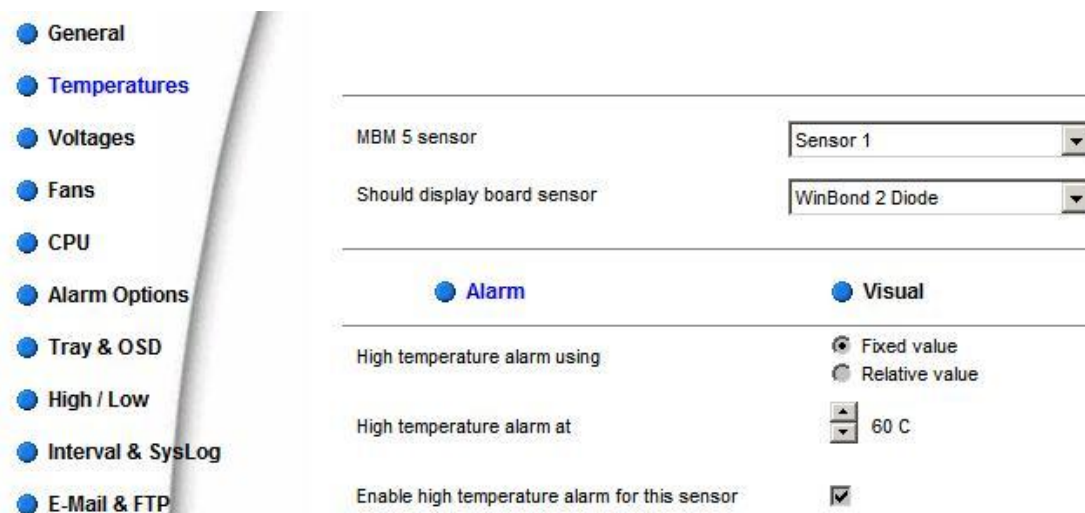 General
Temperatures
Voltages
Fans
CPU
Alarm Options
Tray & OSD
High / Low
Interval & SysLog
E-Mail & FTP
MBM 5 sensor
Sensor 1
Should display board sensor
WinBond 2 Diode
Alarm
Visual
High temperature alarm using
Fixed value
Relative value
High temperature alarm at
60 C
Enable high temperature alarm for this sensor